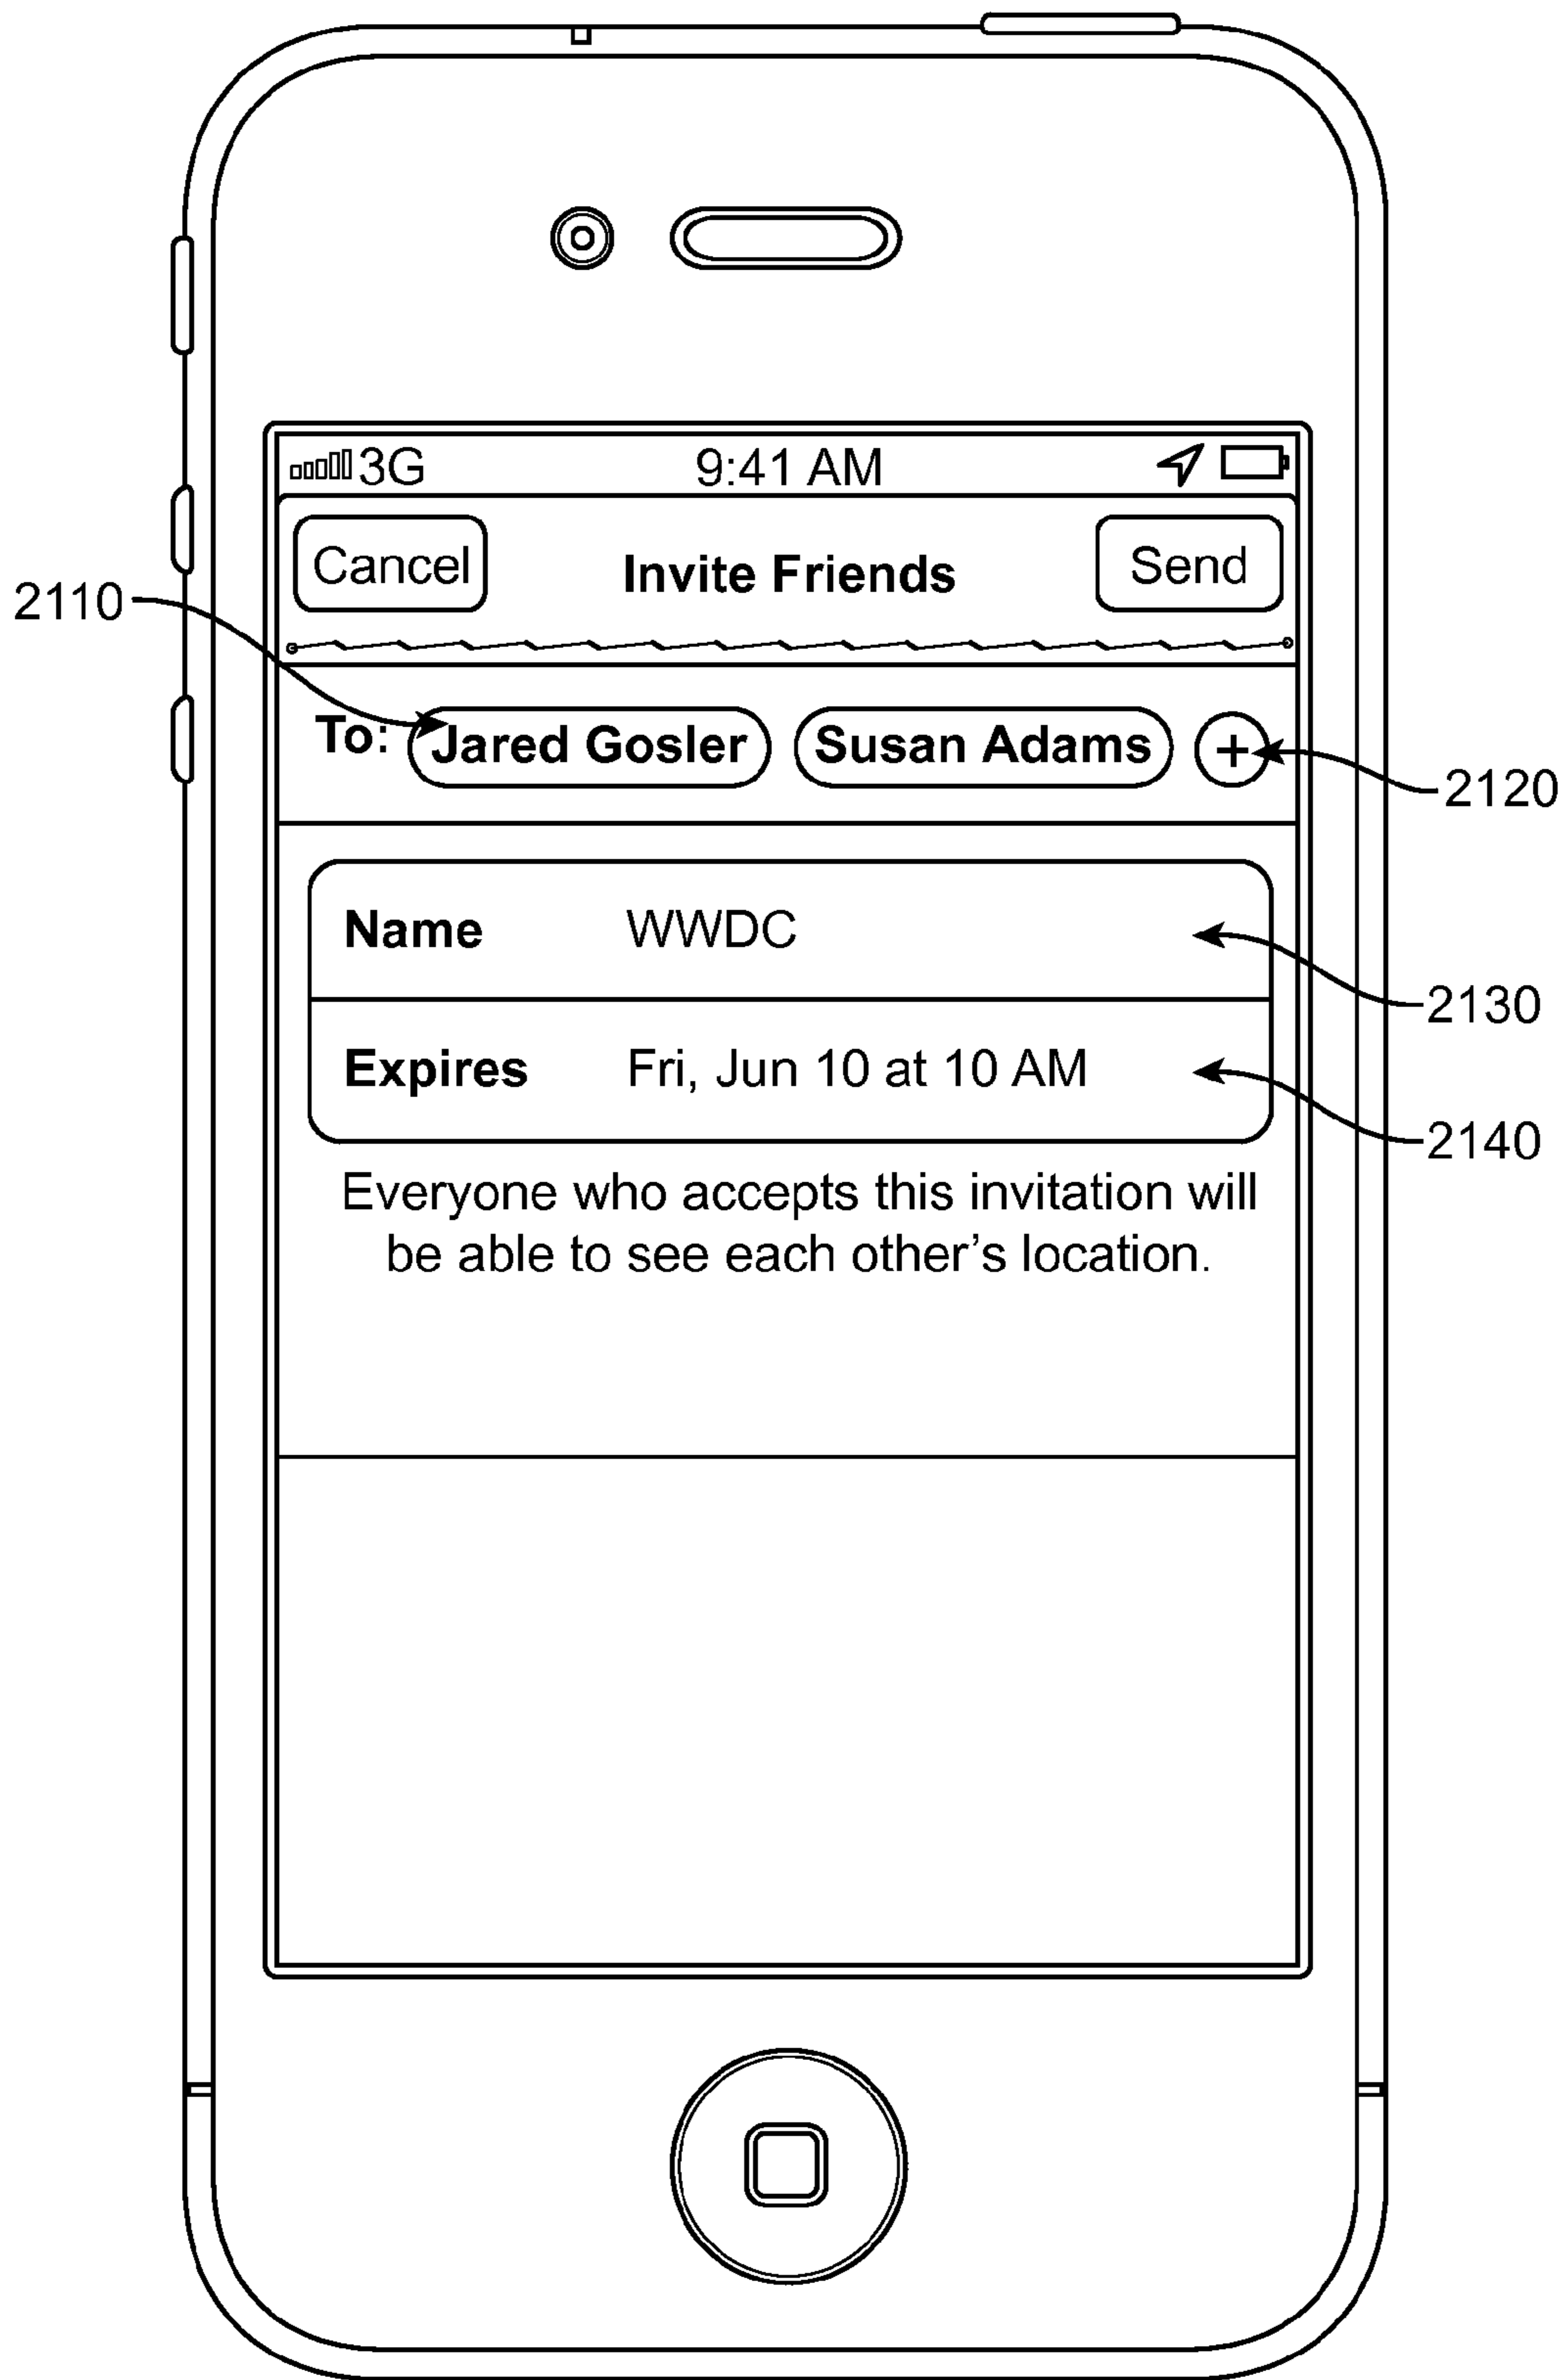 3G 9:41 AM
Cancel Invite Friends Send
2110
To: Jared Gosler Susan Adams +
2120
Name WWDC
2130
Expires Fri, Jun 10 at 10 AM
2140
Everyone who accepts this invitation will
be able to see each other's location.